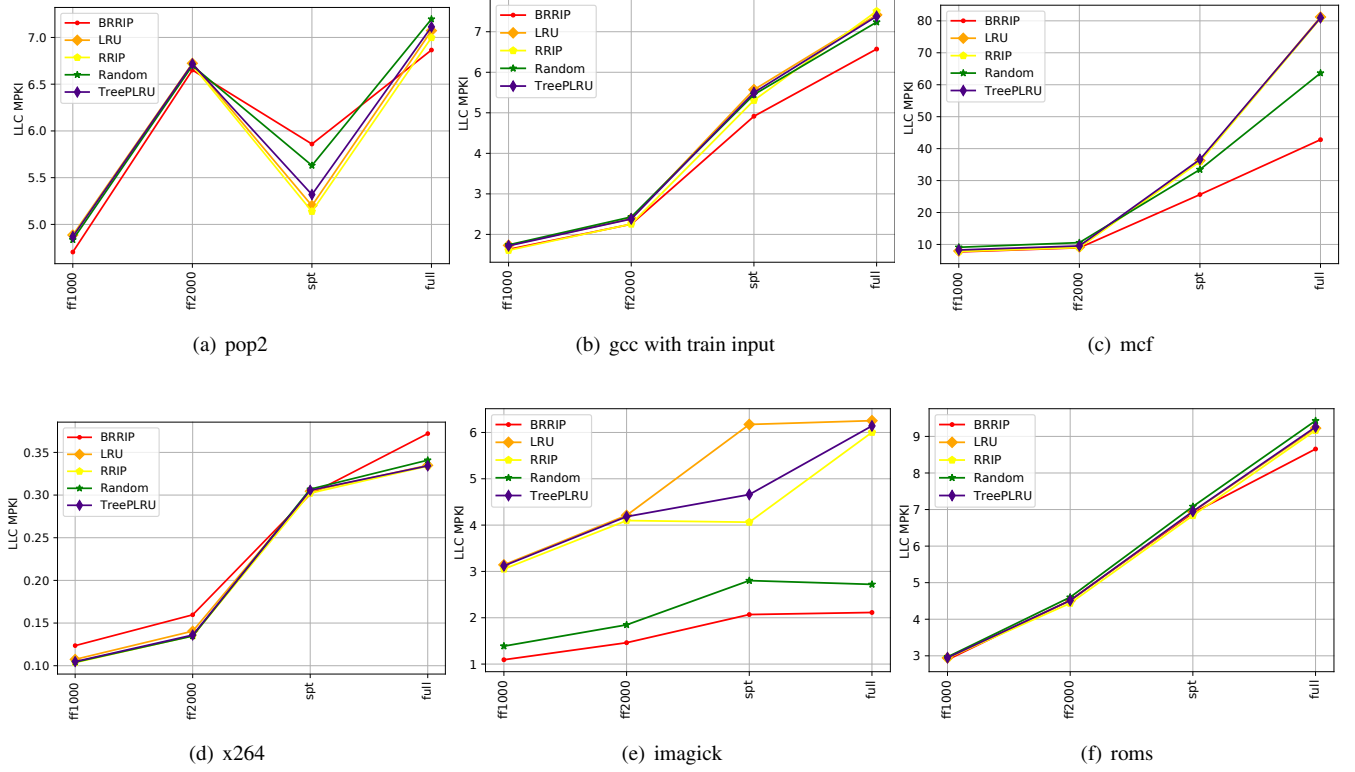 7.0
6.5
6.0
5.5
5.0
LLC MPKI
BRRIP
LRU
RRIP
Random
TreePLRU
ff1000
ff2000
spt
full
(a) pop2
7
6
5
4
3
2
LLC MPKI
BRRIP
LRU
RRIP
Random
TreePLRU
ff1000
ff2000
spt
full
(b) gcc with train input
80
70
60
50
40
30
20
10
LLC MPKI
BRRIP
LRU
RRIP
Random
TreePLRU
ff1000
ff2000
spt
full
(c) mcf
0.35
0.30
0.25
0.20
0.15
0.10
LLC MPKI
BRRIP
LRU
RRIP
Random
TreePLRU
ff1000
ff2000
spt
full
(d) x264
6
5
4
3
2
1
LLC MPKI
BRRIP
LRU
RRIP
Random
TreePLRU
ff1000
ff2000
spt
full
(e) imagick
9
8
7
6
5
4
3
LLC MPKI
BRRIP
LRU
RRIP
Random
TreePLRU
ff1000
ff2000
spt
full
(f) roms